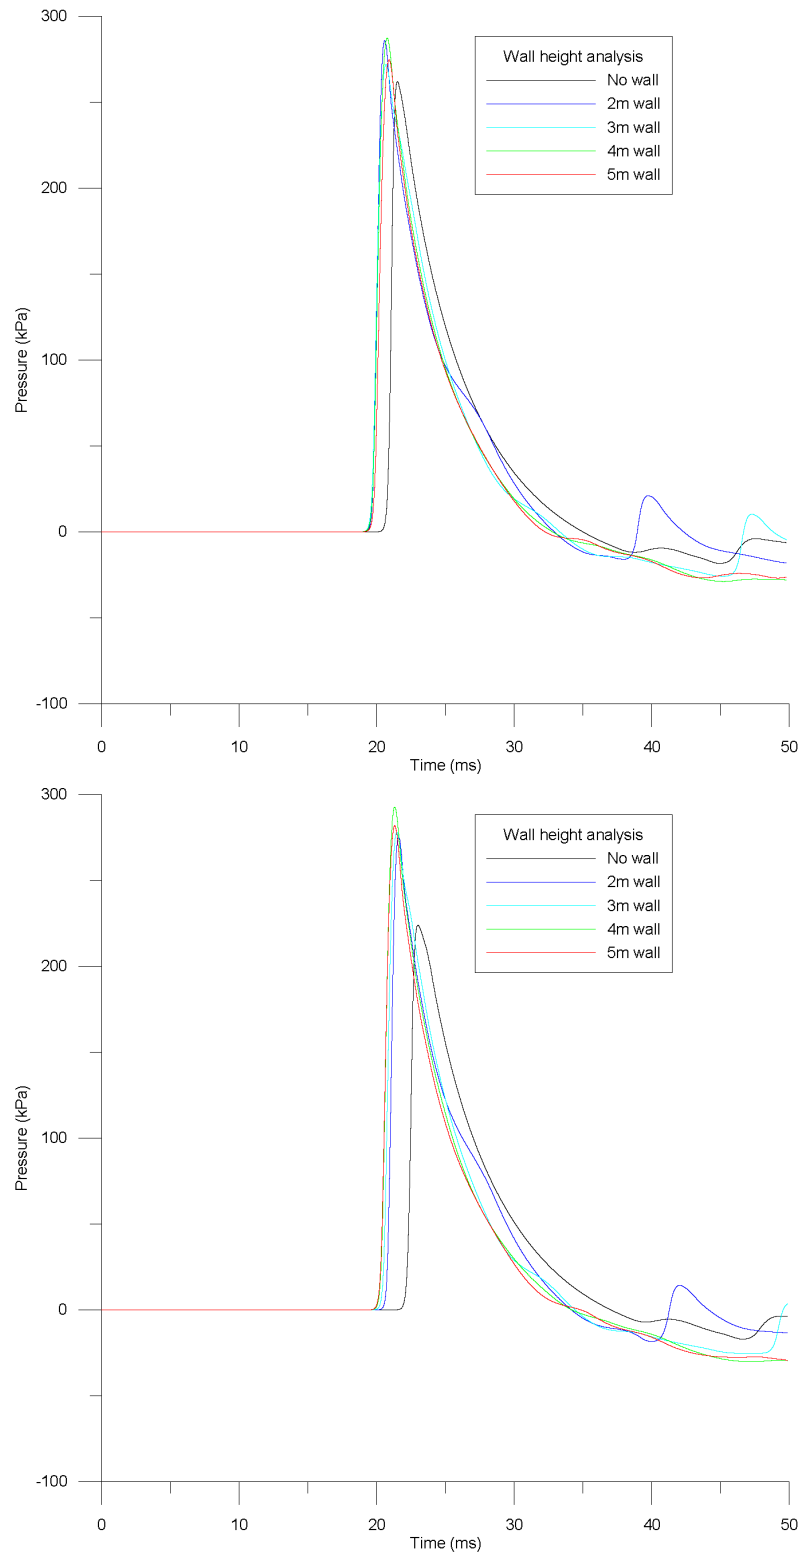 300
Wall height analysis
No wall
2m wall
3m wall
4m wall
5m wall
200
100
0
-100
Pressure (kPa)
0 10 20 30 40 50
Time (ms)
300
Wall height analysis
No wall
2m wall
3m wall
4m wall
5m wall
200
100
0
-100
Pressure (kPa)
0 10 20 30 40 50
Time (ms)